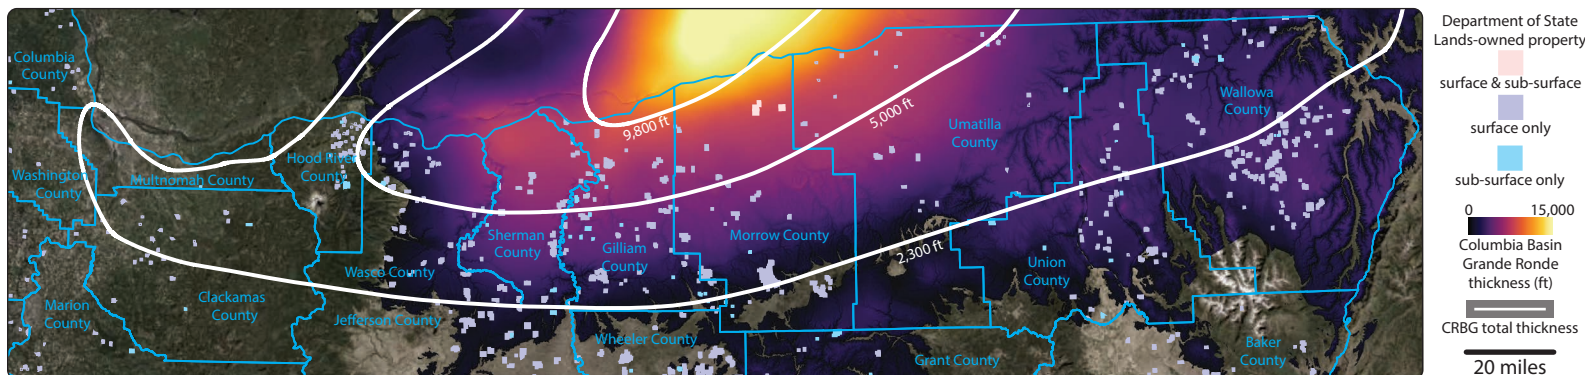 Columbia
County
Washington
County
Multnomah County
Hood River
County
Marion
County
Clackamas
County
Wasco County
Jefferson County
Sherman
County
Gilliam
County
Wheeler County
Morrow County
Umatilla
County
Union
County
Grant County
Wallowa
County
Baker
County
9,800 ft
5,000 ft
2,300 ft
Department of State
Lands-owned property
surface & sub-surface
surface only
sub-surface only
0 15,000
Columbia Basin
Grande Ronde
thickness (ft)
CRBG total thickness
20 miles